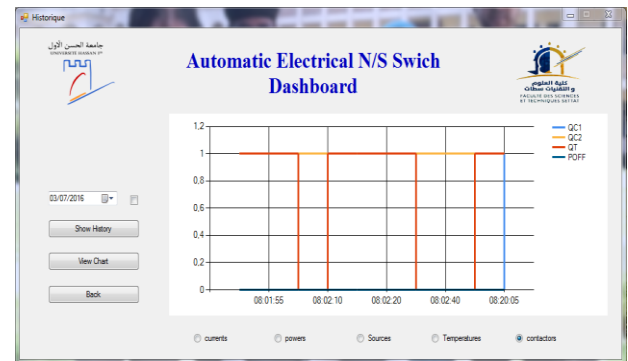 Historique
جامعة الحسن الأول
UNIVERSITÉ HASSAN 1er
Automatic Electrical N/S Swich
Dashboard
كلية العلوم
و التقنيات سطات
FACULTÉ DES SCIENCES
ET TECHNIQUES SETTAT
1,2
1
0,8
0,6
0,4
0,2
0
08:01:55
08:02:10
08:02:20
08:02:40
08:20:05
QC1
QC2
QT
POFF
03/07/2016
Show History
View Chart
Back
currents
powers
Sources
Temperatures
contactors